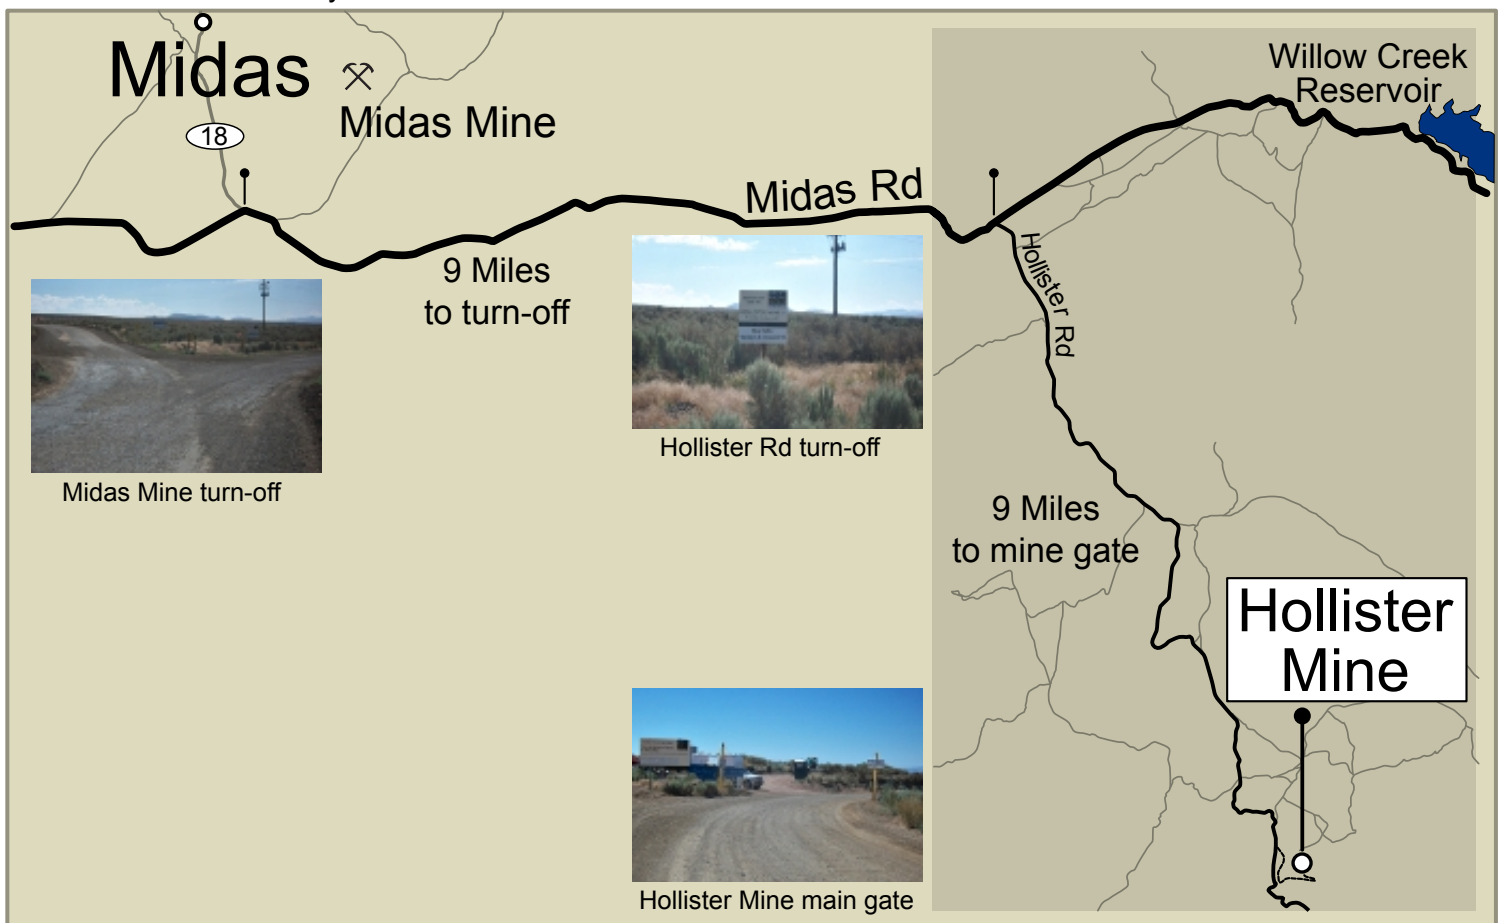 Midas
Midas Mine
18
Willow Creek
Reservoir
Midas Rd
Hollister Rd
9 Miles
to turn-off
Midas Mine turn-off
Hollister Rd turn-off
9 Miles
to mine gate
Hollister
Mine
Hollister Mine main gate